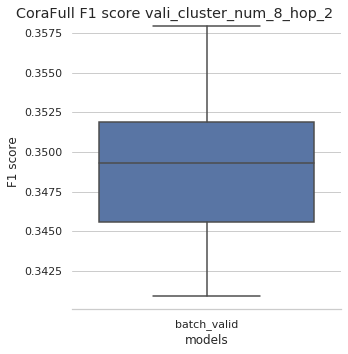 CoraFull F1 score vali_cluster_num_8_hop_2
0.3575
0.3550
0.3525
0.3500
0.3475
0.3450
0.3425
F1 score
batch_valid
models